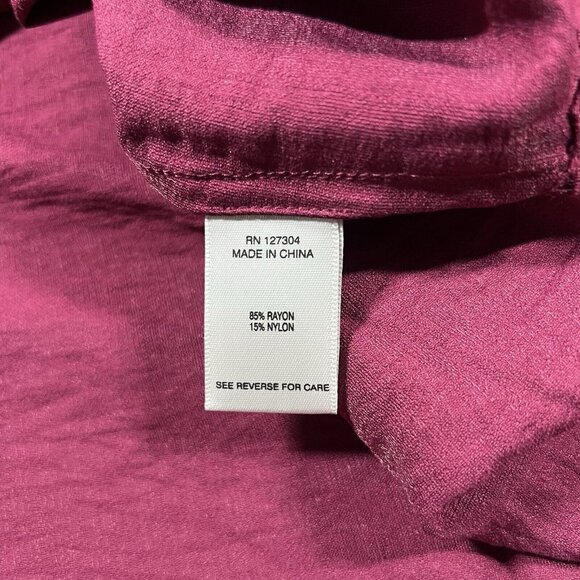 RN 127304
MADE IN CHINA
85% RAYON
15% NYLON
SEE REVERSE FOR CARE